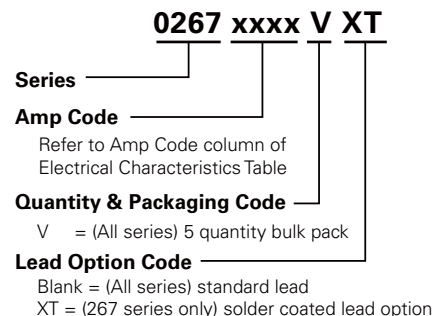 0267 xxxx V XT
Series
Amp Code
Refer to Amp Code column of
Electrical Characteristics Table
Quantity & Packaging Code
V = (All series) 5 quantity bulk pack
Lead Option Code
Blank = (All series) standard lead
XT = (267 series only) solder coated lead option